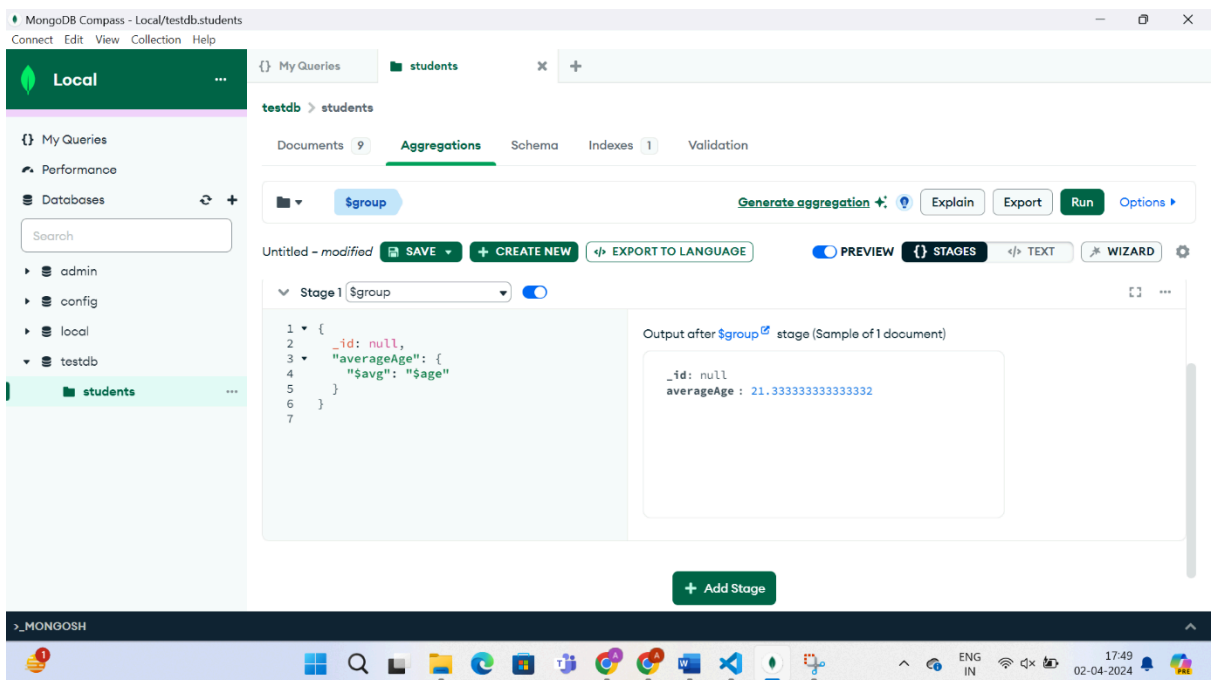 MongoDB Compass - Local/testdb.students
Connect Edit View Collection Help
Local
{} My Queries
Performance
Databases
Search
admin
config
local
testdb
students
{} My Queries
students
testdb > students
Documents 9 Aggregations Schema Indexes 1 Validation
$group
Generate aggregation Explain Export Run Options
Untitled – modified SAVE + CREATE NEW </> EXPORT TO LANGUAGE PREVIEW {} STAGES </> TEXT WIZARD
Stage 1 $group
1 {
2 _id: null,
3 "averageAge": {
4 "$avg": "$age"
5 }
6 }
7
Output after $group stage (Sample of 1 document)
_id: null
averageAge : 21.333333333333332
+ Add Stage
>_MONGOSH
1
A
A
ENG
IN
17:49
02-04-2024
PRE